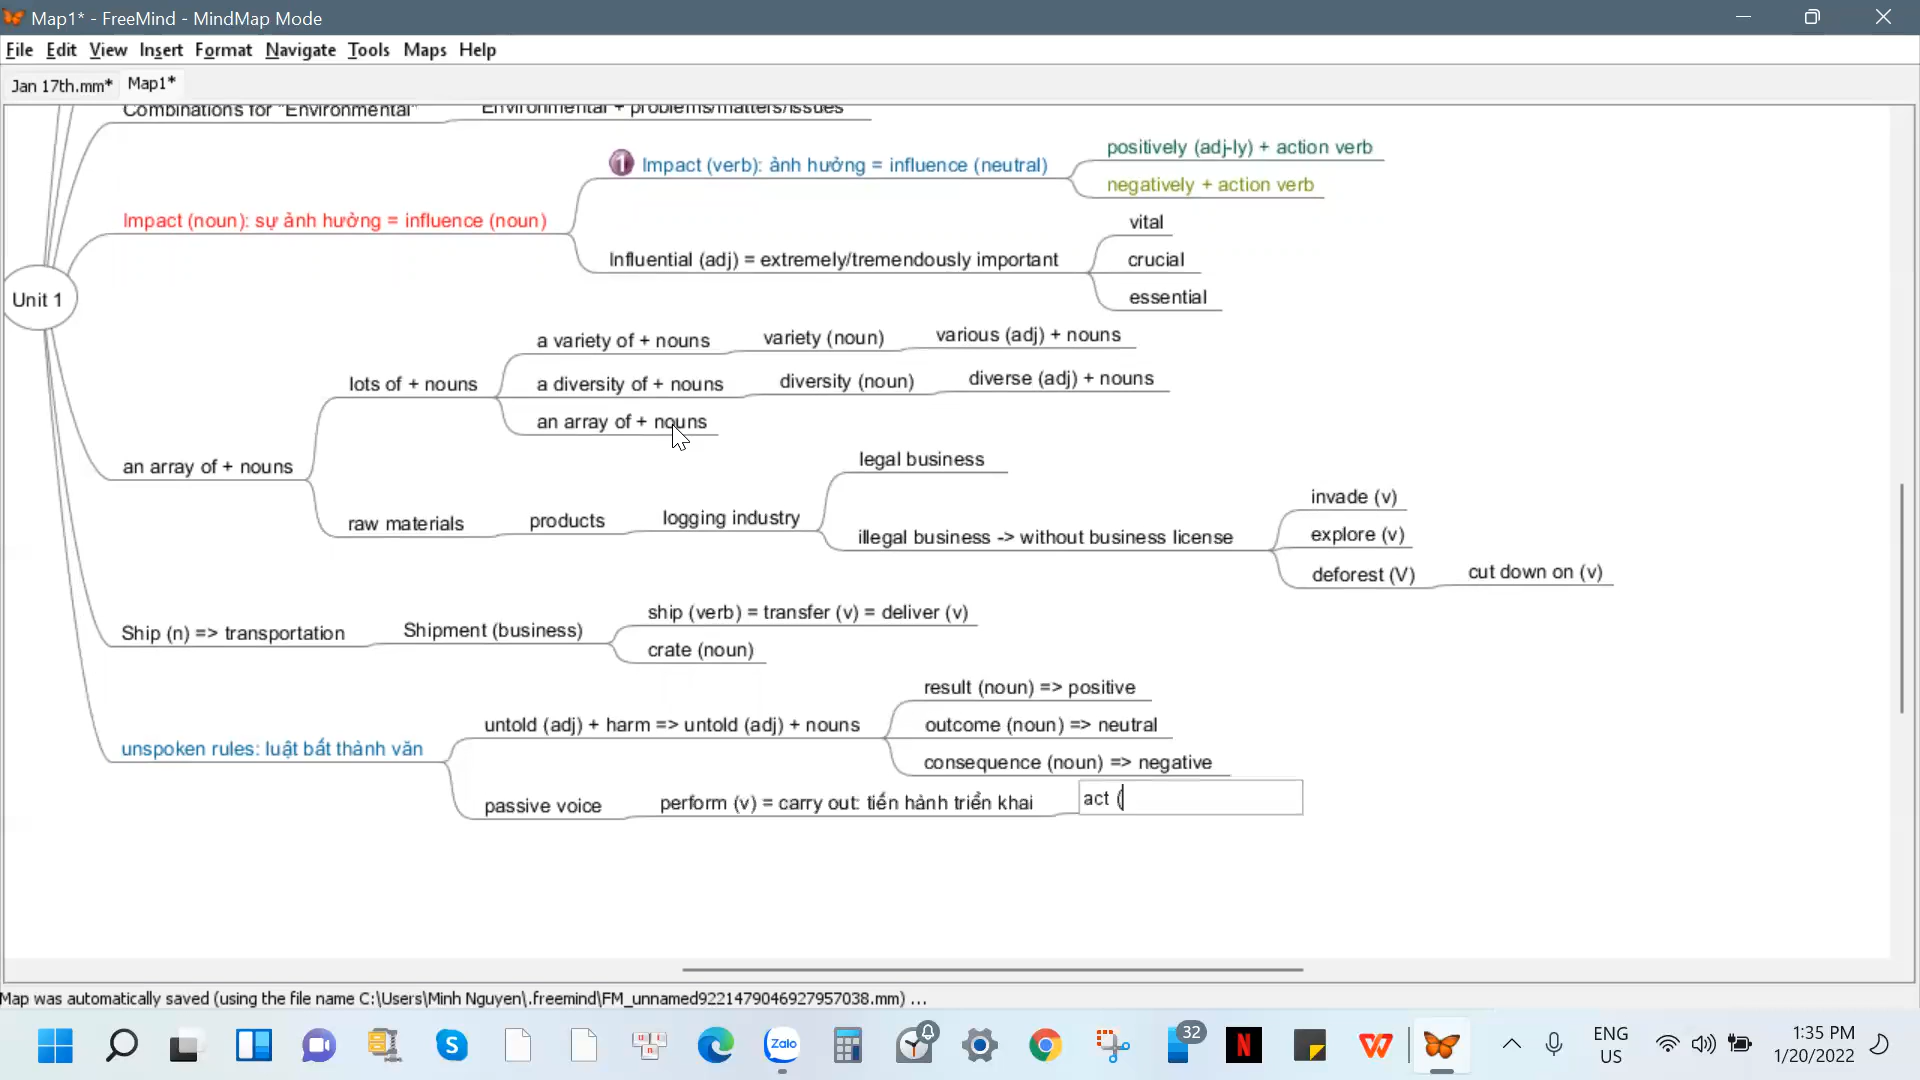 Map1* - FreeMind - MindMap Mode
File Edit View Insert Format Navigate Tools Maps Help
Jan 17th.mm* Map1*
Combinations for "Environmental" Environmental + problems/matters/issues
positively (adj-ly) + action verb
1 Impact (verb): ảnh hưởng = influence (neutral)
negatively + action verb
Impact (noun): sự ảnh hưởng = influence (noun)
vital
Influential (adj) = extremely/tremendously important
crucial
essential
Unit 1
a variety of + nouns variety (noun) various (adj) + nouns
lots of + nouns a diversity of + nouns diversity (noun) diverse (adj) + nouns
an array of + nouns
an array of + nouns
legal business
raw materials products logging industry
invade (v)
illegal business -> without business license explore (v)
deforest (V) cut down on (v)
ship (verb) = transfer (v) = deliver (v)
Ship (n) => transportation Shipment (business)
crate (noun)
result (noun) => positive
untold (adj) + harm => untold (adj) + nouns outcome (noun) => neutral
unspoken rules: luật bất thành văn
consequence (noun) => negative
passive voice perform (v) = carry out: tiến hành triển khai act (
Map was automatically saved (using the file name C:\Users\Minh Nguyen\.freemind\FM_unnamed9221479046927957038.mm) ...
Zalo
32
N
ENG
US
1:35 PM
1/20/2022